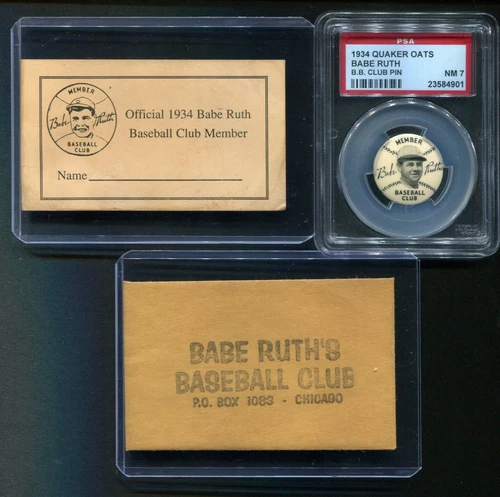 MEMBER
Babe Ruth
BASEBALL
CLUB
Official 1934 Babe Ruth
Baseball Club Member
Name
PSA
1934 QUAKER OATS
BABE RUTH
B.B. CLUB PIN
NM 7
23584901
MEMBER
Babe Ruth
BASEBALL
CLUB
BABE RUTH'S
BASEBALL CLUB
P.O. BOX 1083 - CHICAGO